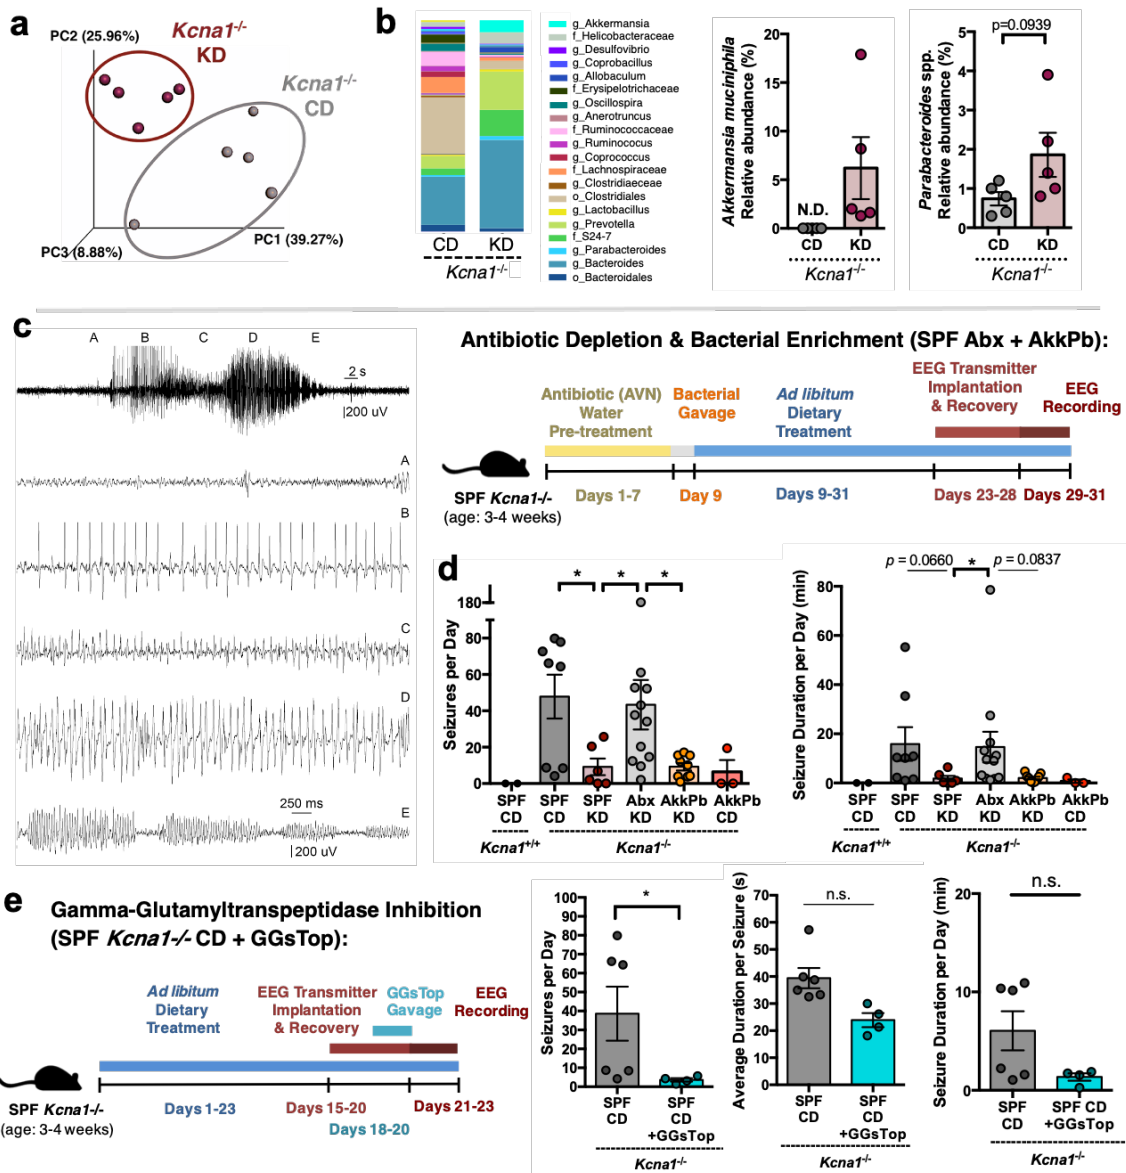 a
PC2 (25.96%)
Kcna1-/-
KD
Kcna1-/-
CD
PC1 (39.27%)
PC3 (8.88%)
b
CD KD
Kcna1-/-
g_Akkermansia
f_Helicobacteraceae
g_Desulfovibrio
g_Coprobacillus
g_Allobaculum
f_Erysipelotrichaceae
g_Oscillospira
g_Anerotruncus
f_Ruminococcaceae
g_Ruminococus
g_Coprococcus
f_Lachnospiraceae
g_Clostridiaeceae
o_Clostridiales
g_Lactobacillus
g_Prevotella
f_S24-7
g_Parabacteroides
g_Bacteroides
o_Bacteroidales
Akkermansia muciniphila
Relative abundance (%)
20
15
10
5
0
N.D.
CD KD
Kcna1-/-
Parabacteroides spp.
Relative abundance (%)
p=0.0939
5
4
3
2
1
0
CD KD
Kcna1-/-
c
A B C D E
2 s
200 uV
A
B
C
D
E
250 ms
200 uV
Antibiotic Depletion & Bacterial Enrichment (SPF Abx + AkkPb):
Antibiotic (AVN)
Water
Pre-treatment
Bacterial
Gavage
Ad libitum
Dietary
Treatment
EEG Transmitter
Implantation
& Recovery
EEG
Recording
SPF Kcna1-/-
(age: 3-4 weeks)
Days 1-7 Day 9 Days 9-31 Days 23-28 Days 29-31
d
Seizures per Day
* * *
180
80
60
40
20
0
SPF SPF SPF Abx AkkPb AkkPb
CD CD KD KD KD CD
Kcna1+/+ Kcna1-/-
Seizure Duration per Day (min)
p = 0.0660 * p = 0.0837
80
60
40
20
0
SPF SPF SPF Abx AkkPb AkkPb
CD CD KD KD KD CD
Kcna1+/+ Kcna1-/-
e
Gamma-Glutamyltranspeptidase Inhibition
(SPF Kcna1-/- CD + GGsTop):
Ad libitum
Dietary
Treatment
EEG Transmitter
Implantation
& Recovery
GGsTop
Gavage
EEG
Recording
SPF Kcna1-/-
(age: 3-4 weeks)
Days 1-23 Days 15-20 Days 21-23
Days 18-20
Seizures per Day
*
100
90
80
70
60
50
40
30
20
10
0
SPF SPF
CD CD
+GGsTop
Kcna1-/-
Average Duration per Seizure (s)
n.s.
70
60
50
40
30
20
10
0
SPF SPF
CD CD
+GGsTop
Kcna1-/-
Seizure Duration per Day (min)
n.s.
20
10
0
SPF SPF CD
CD +GGsTop
Kcna1-/-